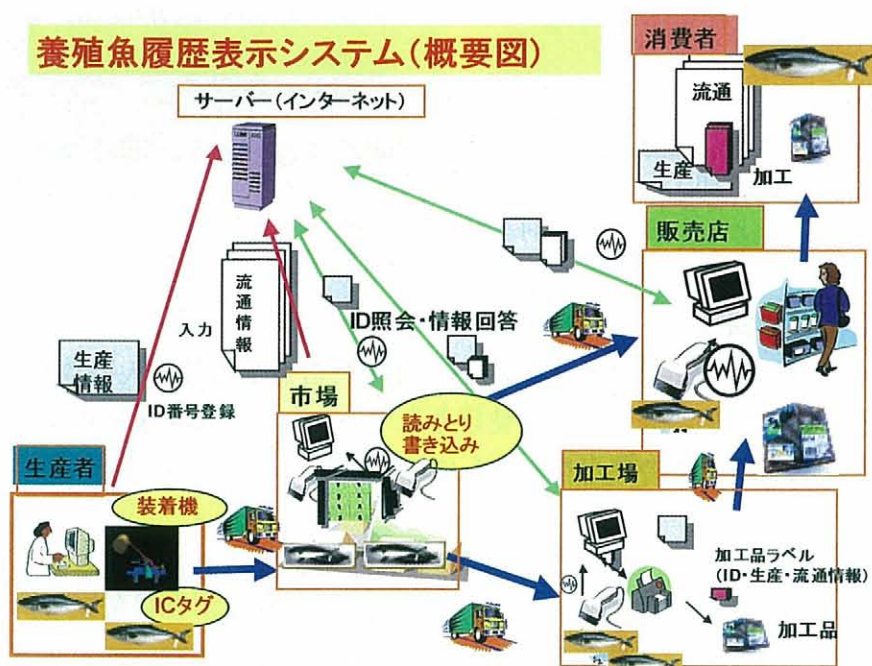 養殖魚履歴表示システム(概要図)
サーバー(インターネット)
消費者
流通
生産
加工
販売店
流通情報
入力
ID照会・情報回答
生産
情報
ID番号登録
市場
読みとり
書き込み
生産者
装着機
ICタグ
加工場
加工品ラベル
(ID・生産・流通情報)
加工品